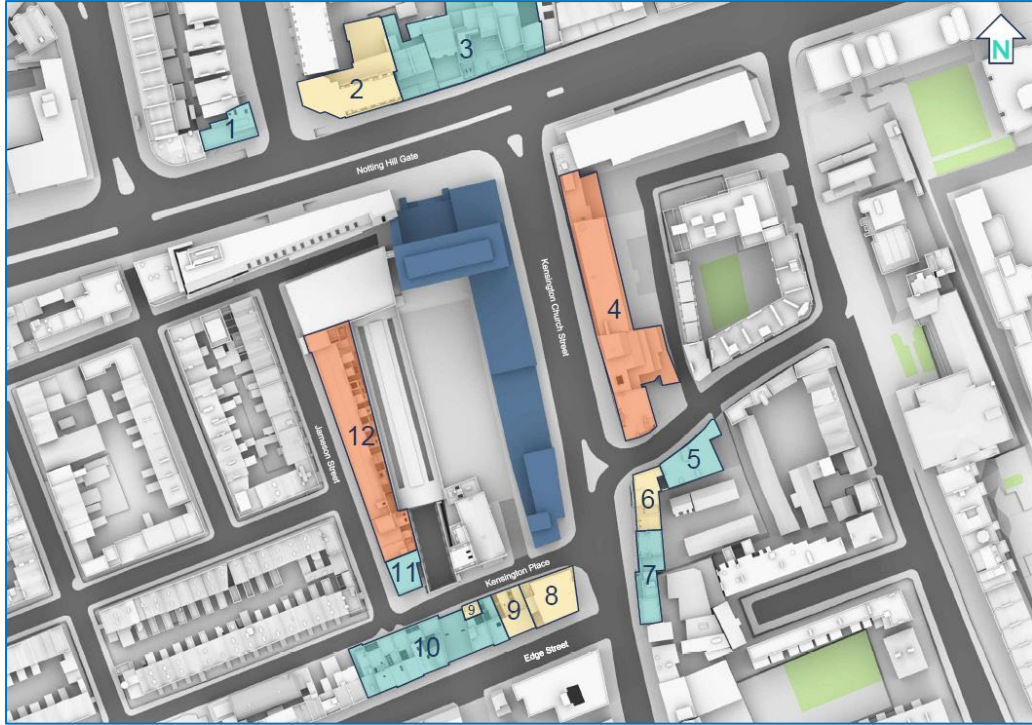 N
3
2
1
Notting Hill Gate
Kensington Church Street
4
12
Jameson Street
5
6
11
7
Kensington Place
8
9
9
10
Edge Street